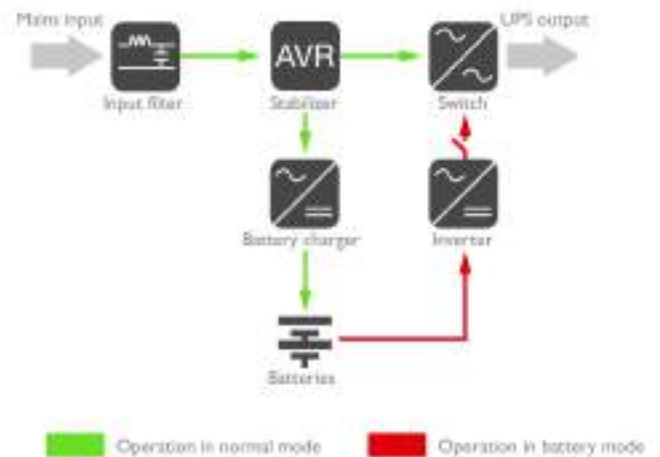 Mains input
UPS output
AVR
Input filter
Stabilizer
Switch
Battery charger
Inverter
Batteries
Operation in normal mode
Operation in battery mode